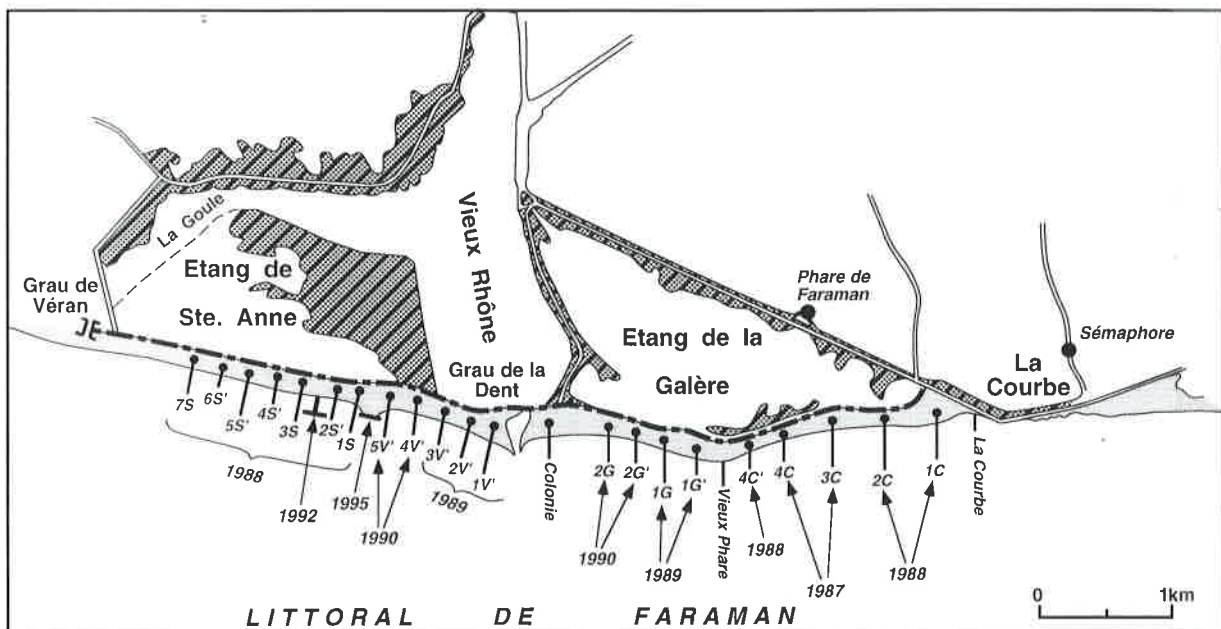 La Goule
Grau de
Véran
Etang de
Ste. Anne
Vieux Rhône
Grau de la
Dent
Etang de la
Galère
Phare de
Faraman
Sémaphore
La
Courbe
7S
6S'
5S'
4S'
3S
2S'
1S
5V'
4V'
3V'
2V'
1V'
Colonie
2G
2G'
1G
1G'
Vieux Phare
4C'
4C
3C
2C
1C
La Courbe
1988
1992
1995
1990
1989
1990
1989
1988
1987
1988
0
1km
LITTORAL DE FARAMAN